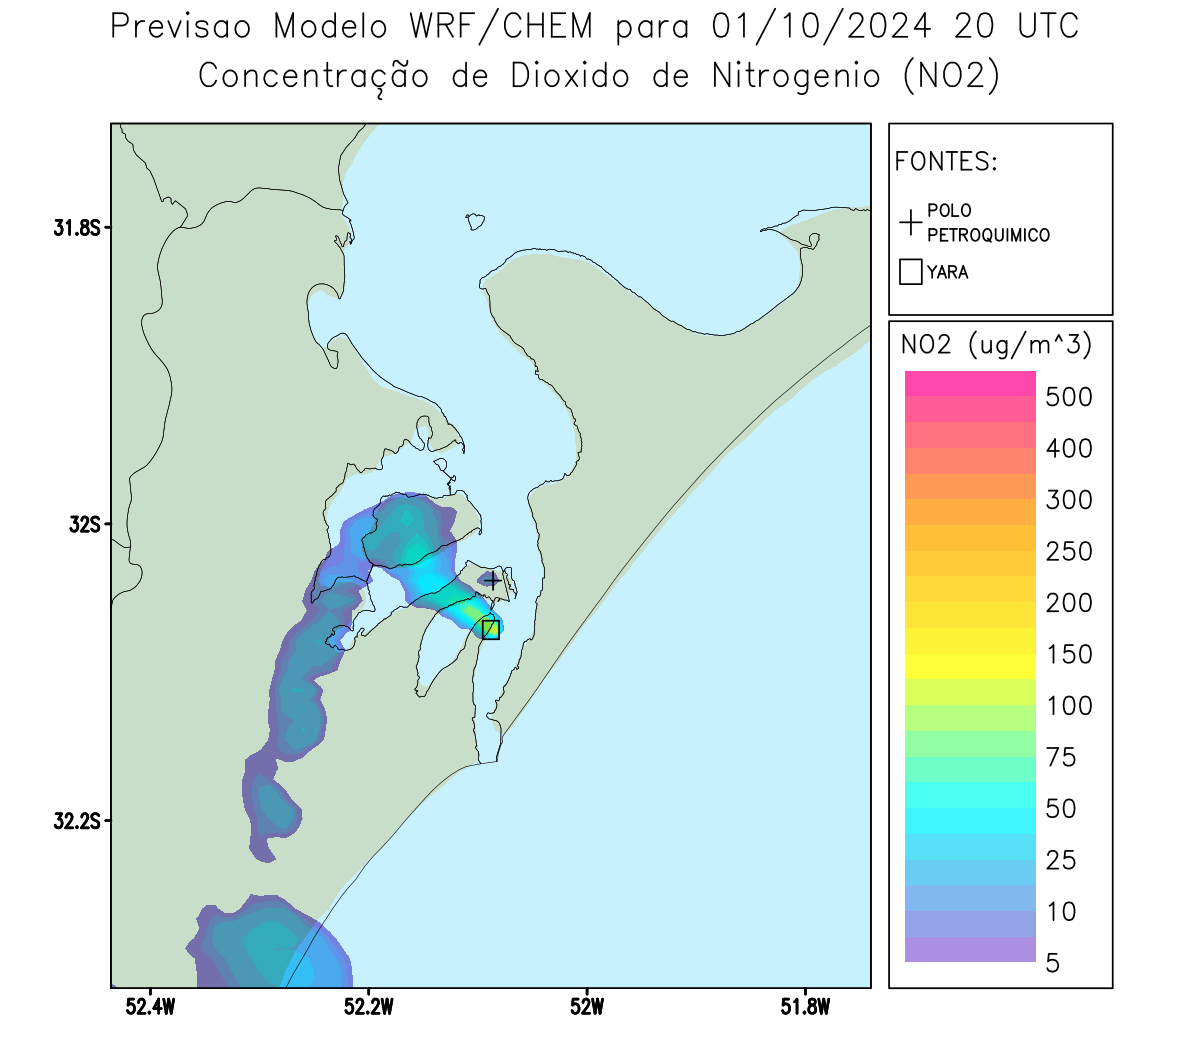 Previsao Modelo WRF/CHEM para 01/10/2024 20 UTC
Concentração de Dioxido de Nitrogenio (NO2)
FONTES:
POLO
PETROQUIMICO
YARA
NO2 (ug/m^3)
500
400
300
250
200
150
100
75
50
25
10
5
31.8S
32S
32.2S
52.4W
52.2W
52W
51.8W